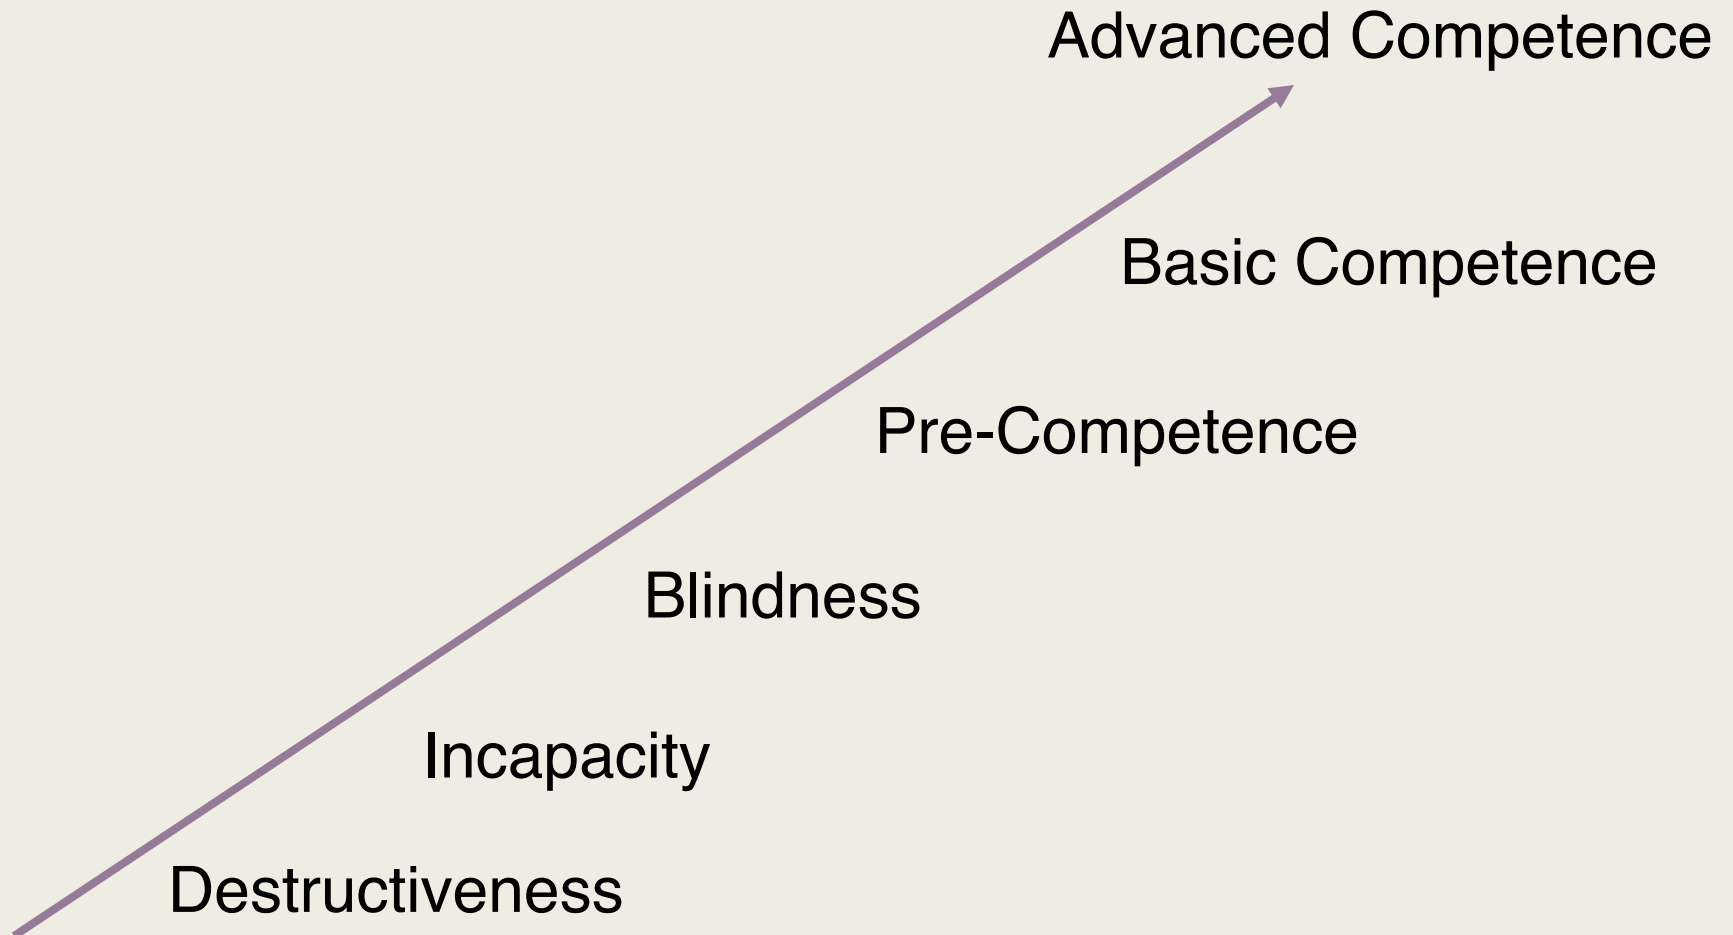 Advanced Competence
Basic Competence
Pre-Competence
Blindness
Incapacity
Destructiveness